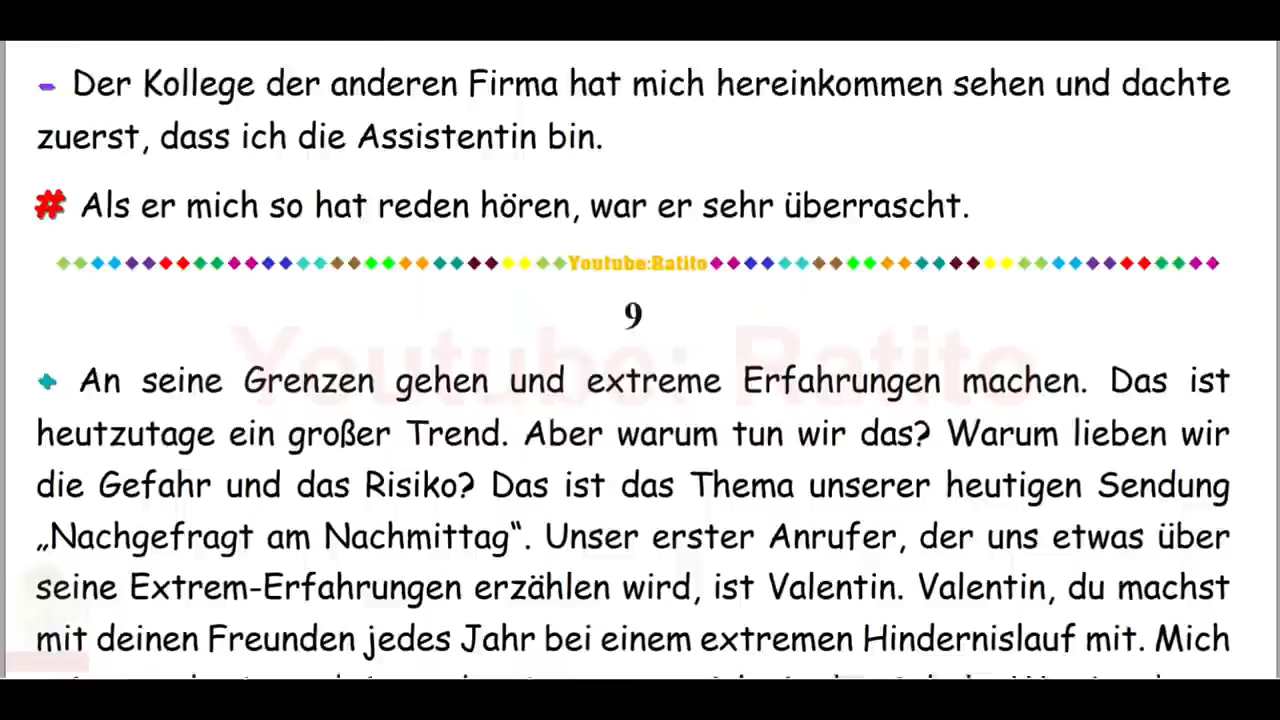 - Der Kollege der anderen Firma hat mich hereinkommen sehen und dachte
zuerst, dass ich die Assistentin bin.
# Als er mich so hat reden hören, war er sehr überrascht.
Youtube:Ratito
9
Youtube: Ratito
+ An seine Grenzen gehen und extreme Erfahrungen machen. Das ist
heutzutage ein großer Trend. Aber warum tun wir das? Warum lieben wir
die Gefahr und das Risiko? Das ist das Thema unserer heutigen Sendung
„Nachgefragt am Nachmittag“. Unser erster Anrufer, der uns etwas über
seine Extrem-Erfahrungen erzählen wird, ist Valentin. Valentin, du machst
mit deinen Freunden jedes Jahr bei einem extremen Hindernislauf mit. Mich